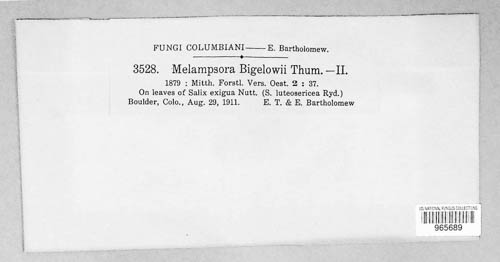 FUNGI COLUMBIANI—— E. Bartholomew.
3528. Melampsora Bigelowii Thum.—II.
1879 ; Mitth. Forstl. Vers. Oest. 2 : 37.
On leaves of Salix exigua Nutt. (S. luteosericea Ryd.)
Boulder, Colo., Aug. 29, 1911. E. T. & E. Bartholomew
US NATIONAL FUNGUS COLLECTIONS
965689